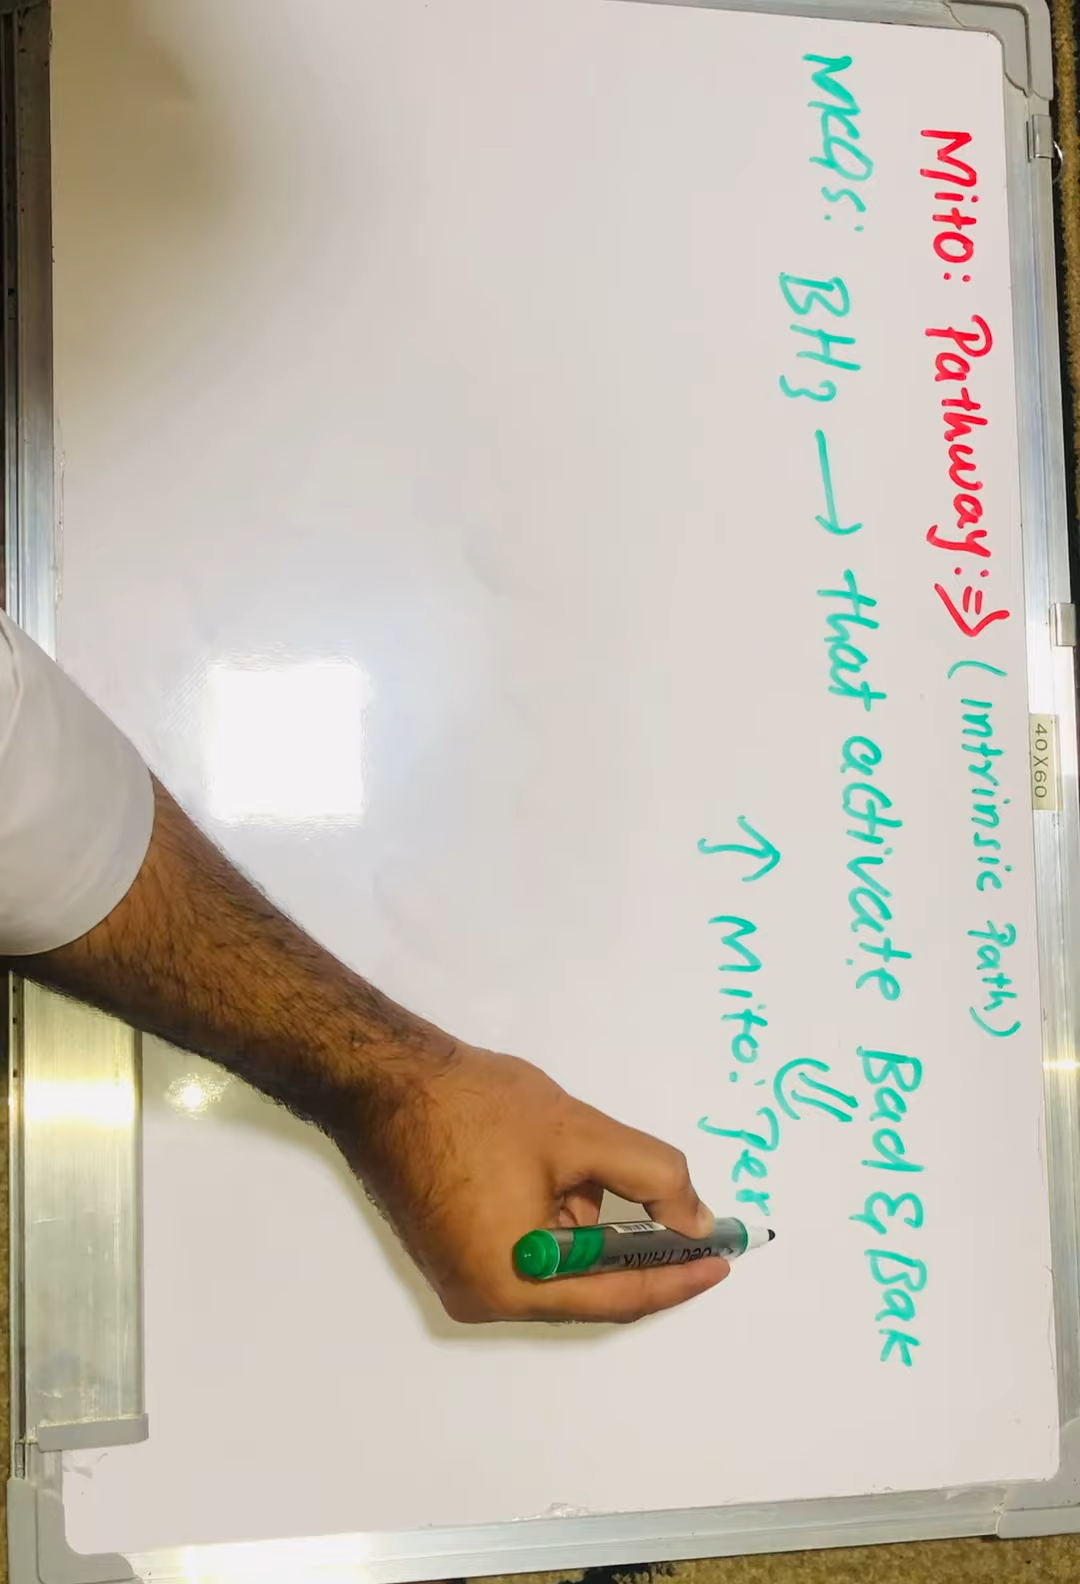 Mito: Pathway:⇒ (intrinsic Path)
MCQs: BH3 → that activate Bad & Bak
⇓
↑ Mito: Per
40X60